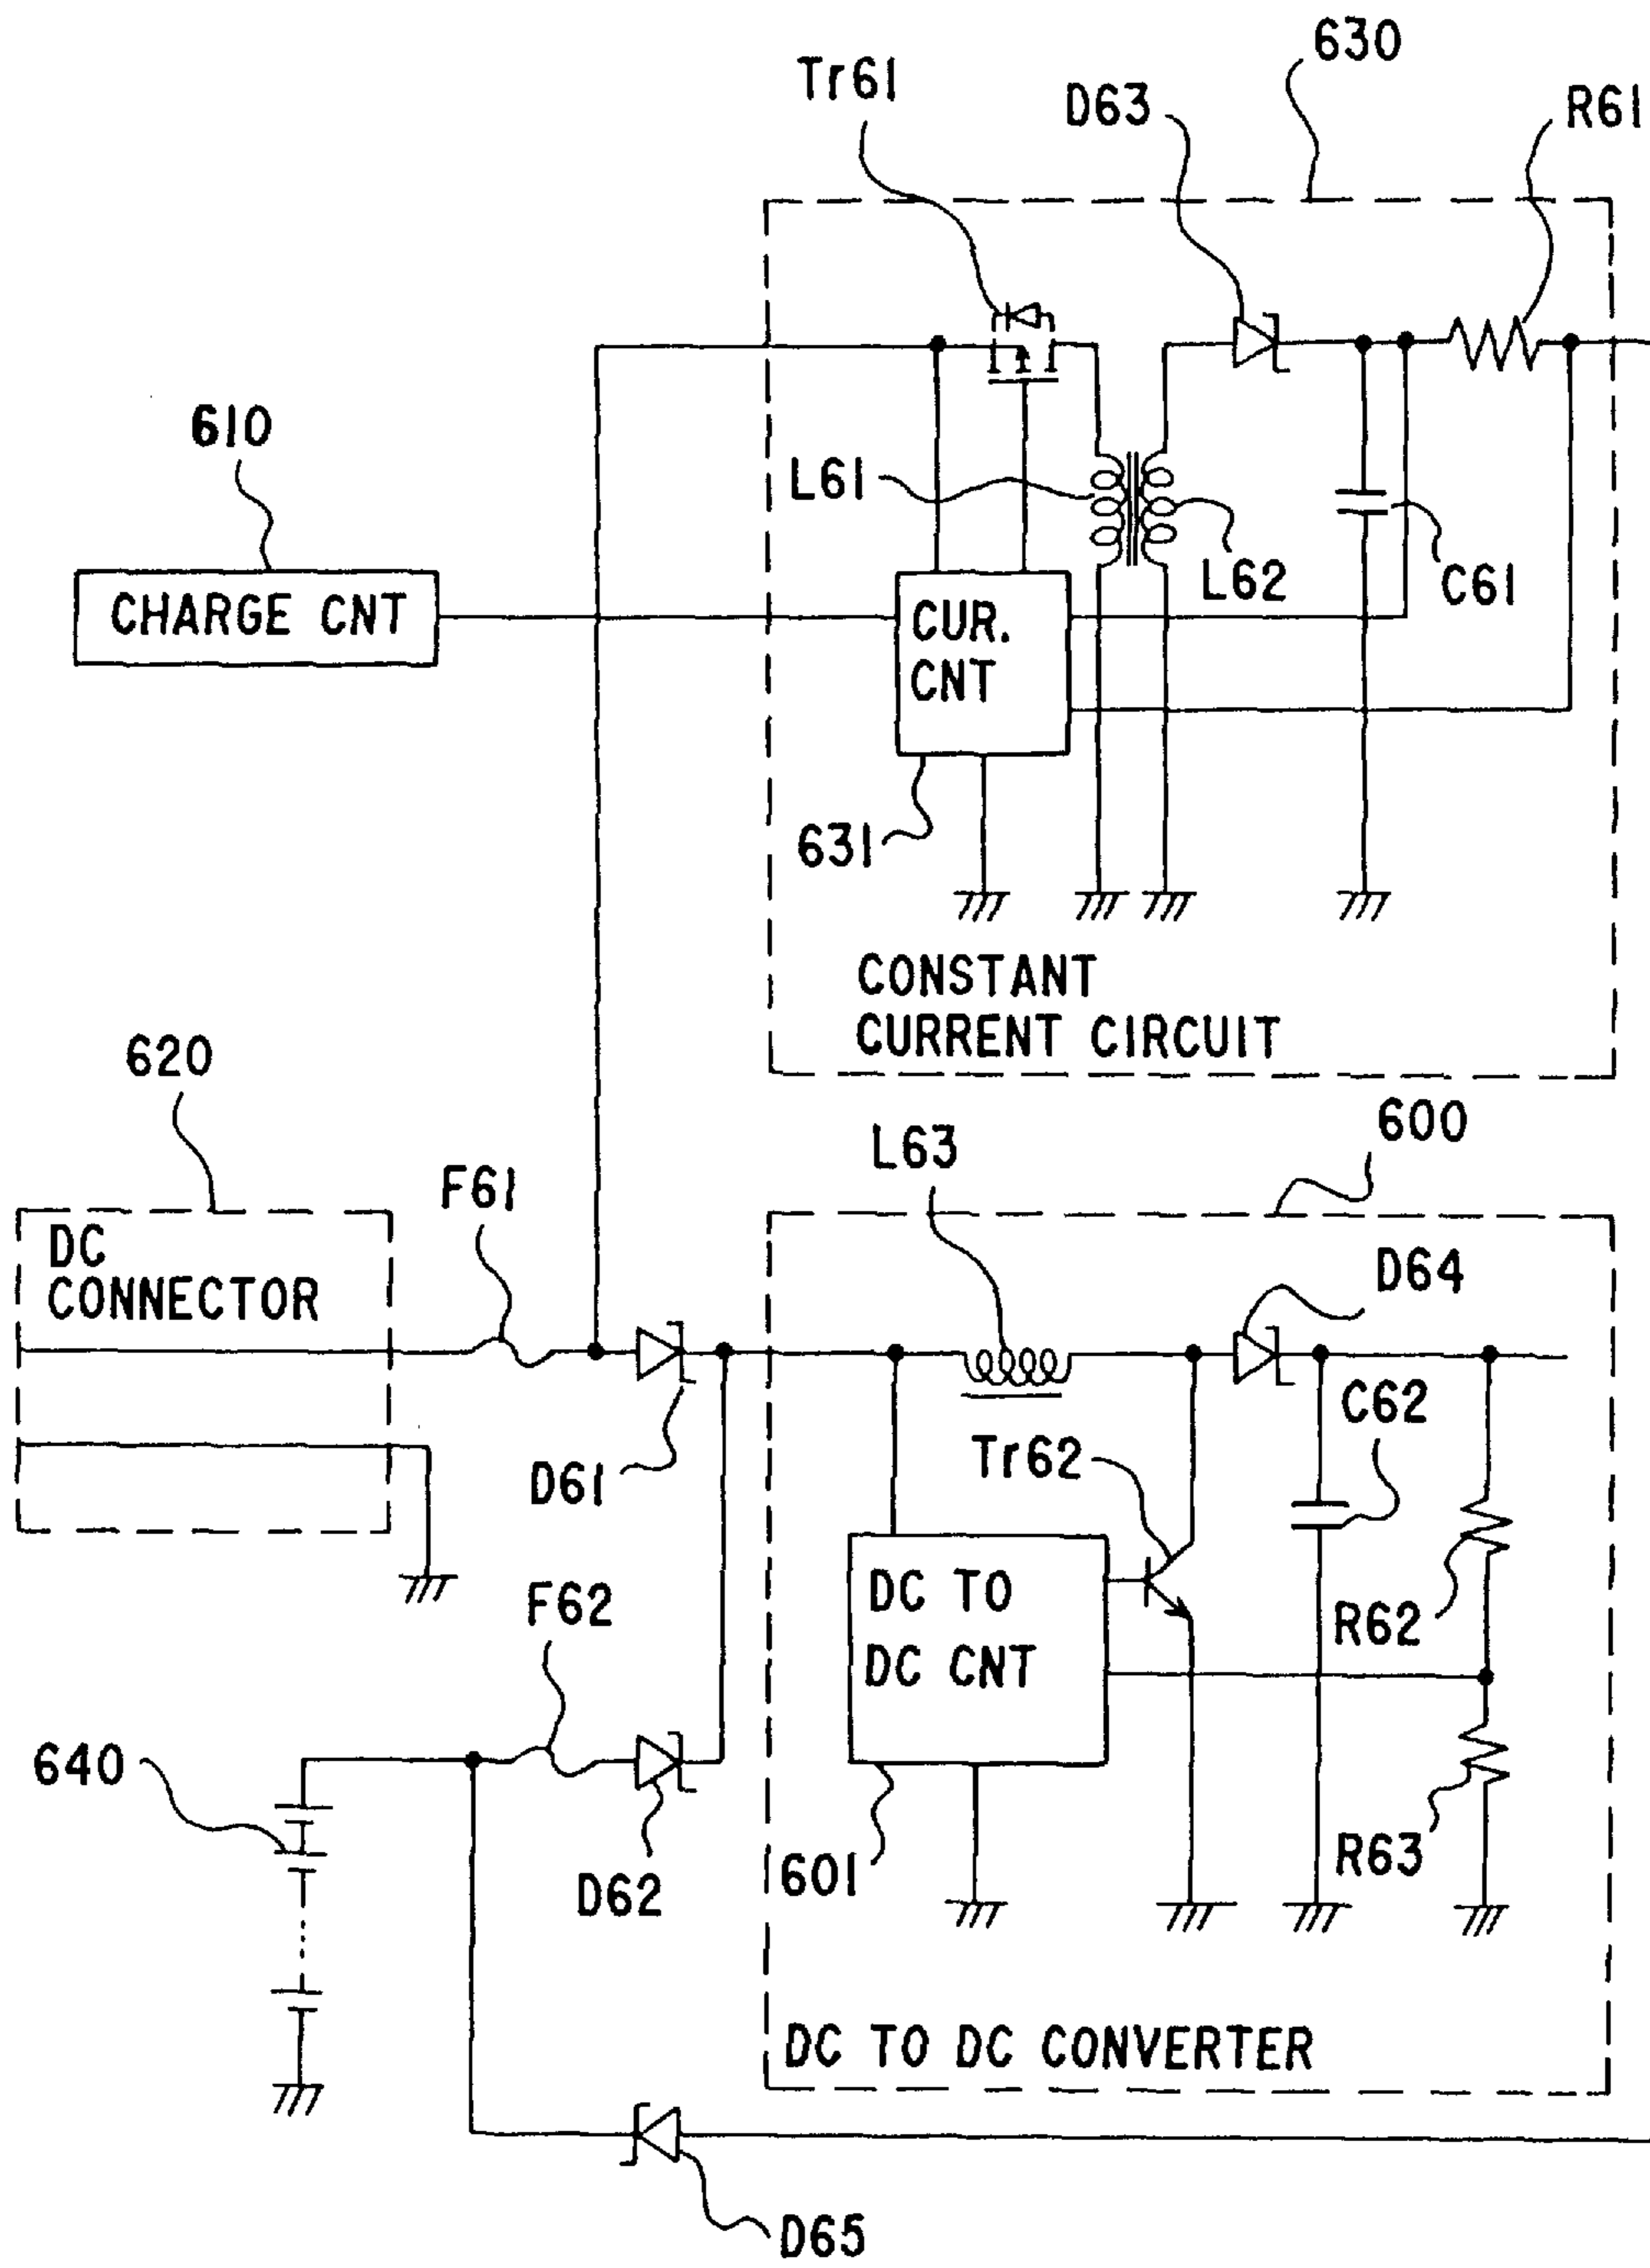 630
Tr61
D63
R61
610
CHARGE CNT
L61
L62
C61
CUR.
CNT
631
CONSTANT
CURRENT CIRCUIT
620
600
L63
F61
DC
CONNECTOR
D64
C62
Tr62
D61
DC TO
DC CNT
F62
R62
640
D62
601
R63
DC TO DC CONVERTER
D65